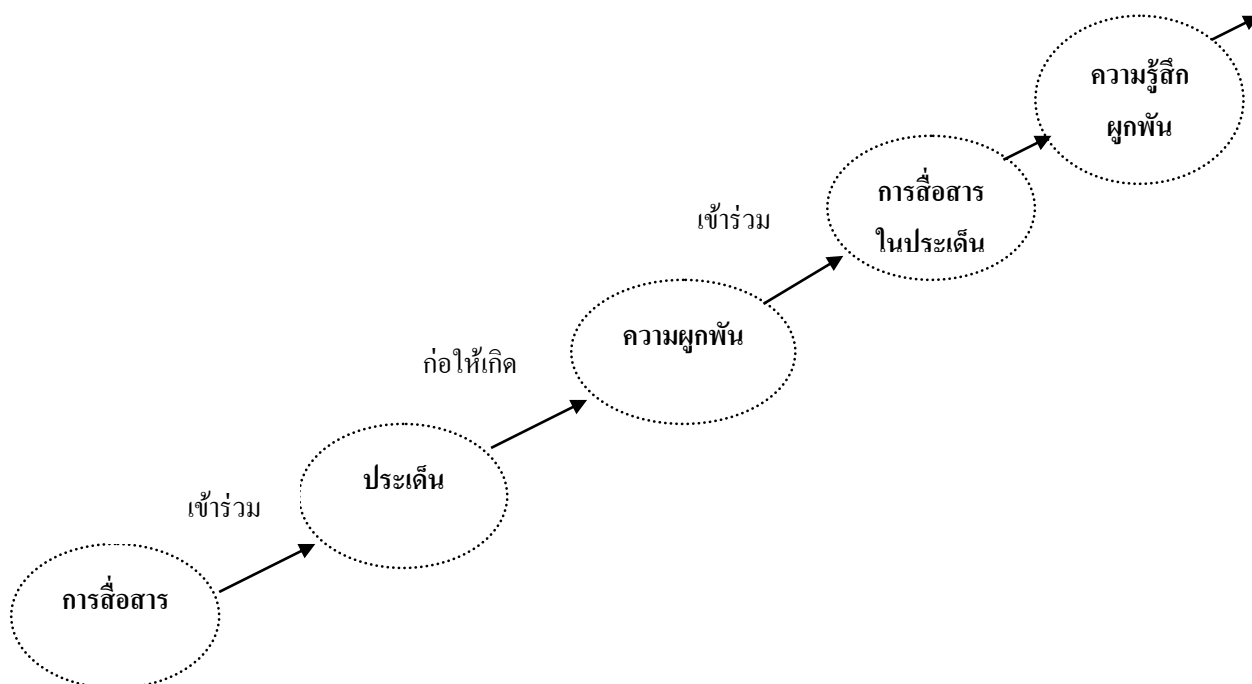 ความรู้สึก
ผูกพัน
การสื่อสาร
ในประเด็น
เข้าร่วม
ความผูกพัน
ก่อให้เกิด
ประเด็น
เข้าร่วม
การสื่อสาร